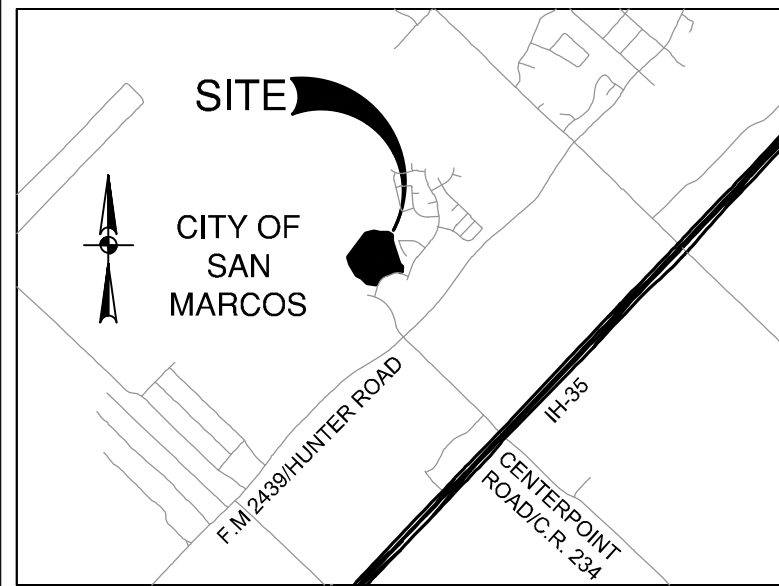 SITE
CITY OF
SAN
MARCOS
F.M 2439/HUNTER ROAD
IH-35
CENTERPOINT
ROAD/C.R. 234